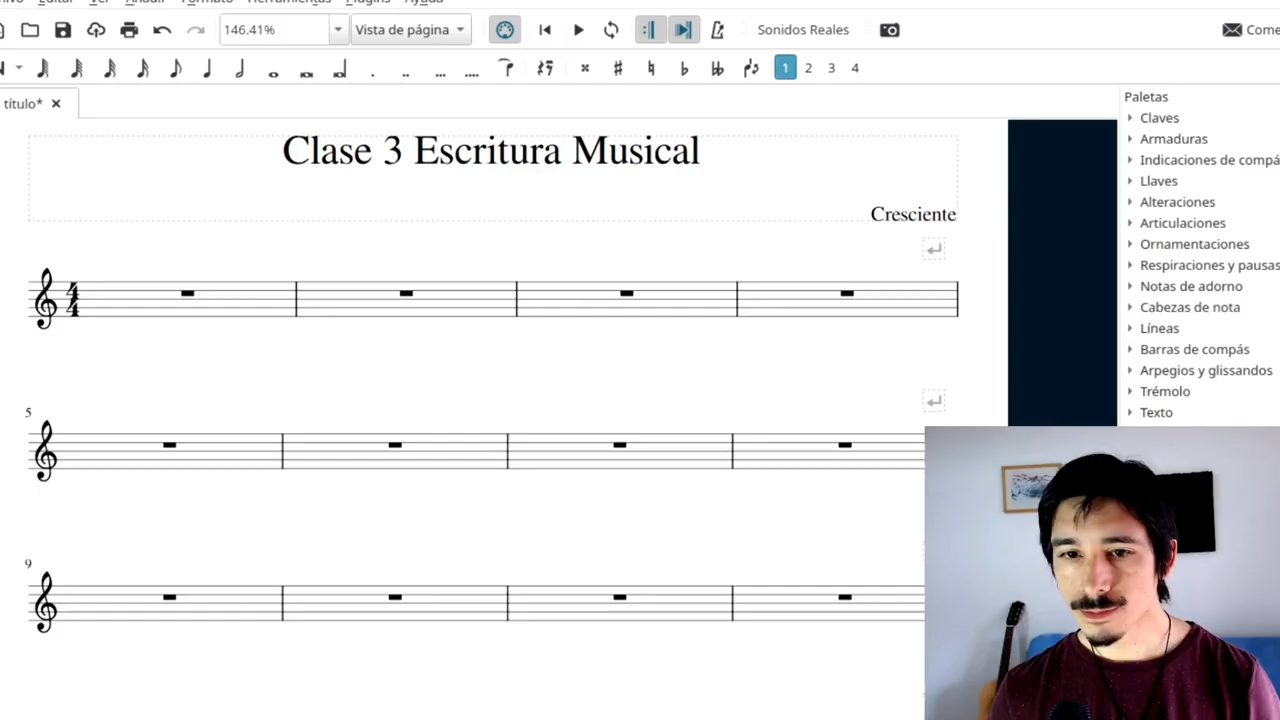 146.41%
Vista de página
Sonidos Reales
1 2 3 4
título*
Paletas
Claves
Armaduras
Indicaciones de
Llaves
Alteraciones
Articulaciones
Ornamentaciones
Respiraciones y pausas
Notas de adorno
Cabezas de nota
Líneas
Barras de compás
Arpegios y glissandos
Trémolo
Texto
Clase 3 Escritura Musical
Cresciente
4
4
5
9